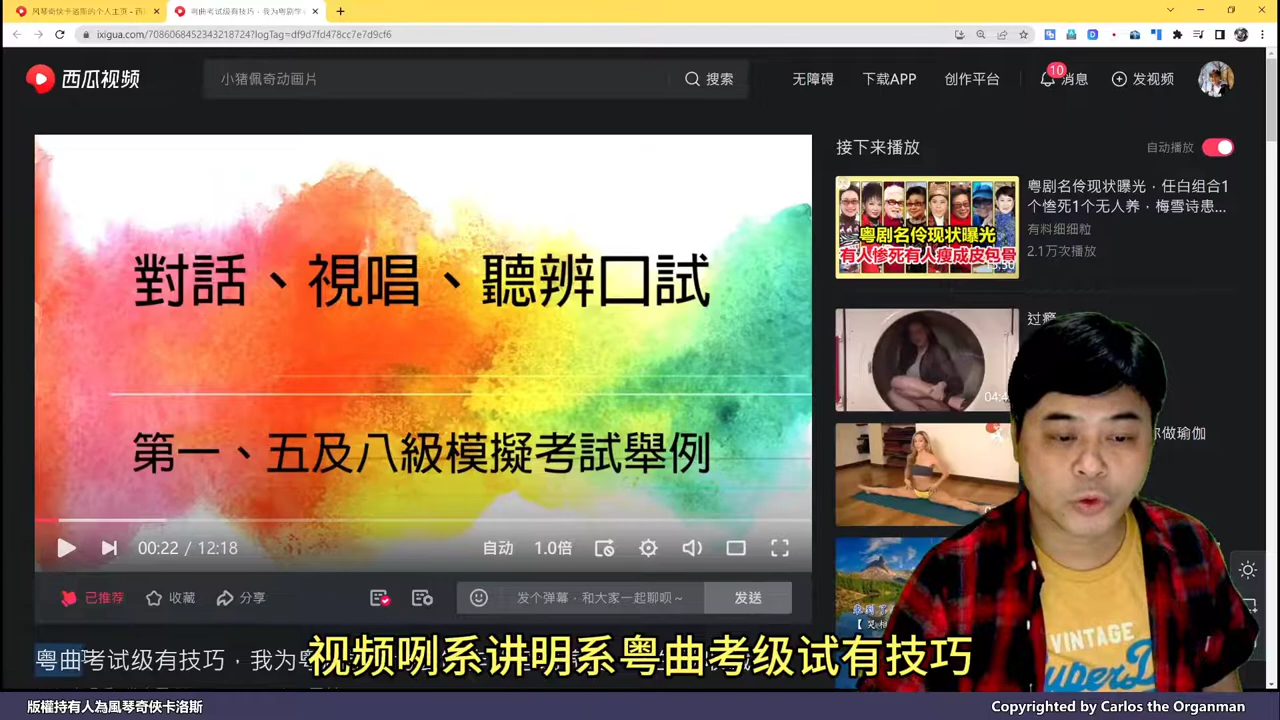 风琴奇侠卡洛斯的个人主页 - 西
粤曲考试级有技巧，我为粤剧学
ixigua.com/7086068452343218724?logTag=df9d7fd478cc7e7d9cf6
西瓜视频
小猪佩奇动画片
搜索
无障碍
下载APP
创作平台
10
消息
发视频
對話、視唱、聽辨口試
第一、五及八級模擬考試舉例
00:22 / 12:18
自动
1.0倍
已推荐
收藏
分享
发个弹幕，和大家一起聊呗~
发送
粤曲考试级有技巧，我为粤
接下来播放
自动播放
粤剧名伶现状曝光
有人惨死有人瘦成皮包骨
粤剧名伶现状曝光，任白组合1
个惨死1个无人养，梅雪诗患...
有料细细粒
2.1万次播放
过瘾
04:4
你做瑜伽
VINTAGE
视频咧系讲明系粤曲考级试有技巧
版權持有人為風琴奇俠卡洛斯
Copyrighted by Carlos the Organman